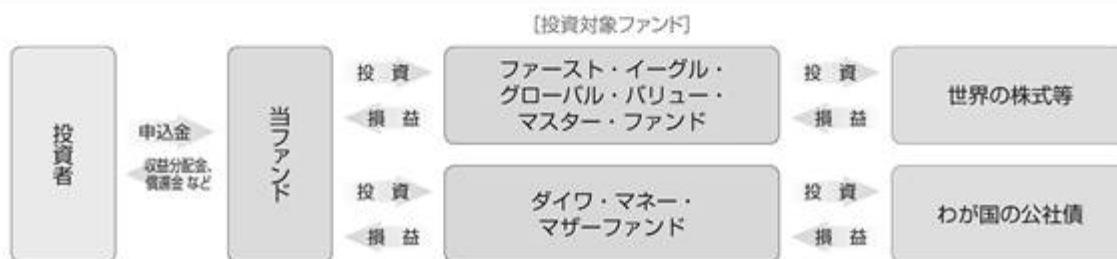 [投資対象ファンド]
投資者
申込金
収益分配金、
償還金 など
当ファンド
投 資
損 益
ファースト・イーグル・
グローバル・バリュー・
マスター・ファンド
投 資
損 益
世界の株式等
投 資
損 益
ダイワ・マネー・
マザーファンド
投 資
損 益
わが国の公社債